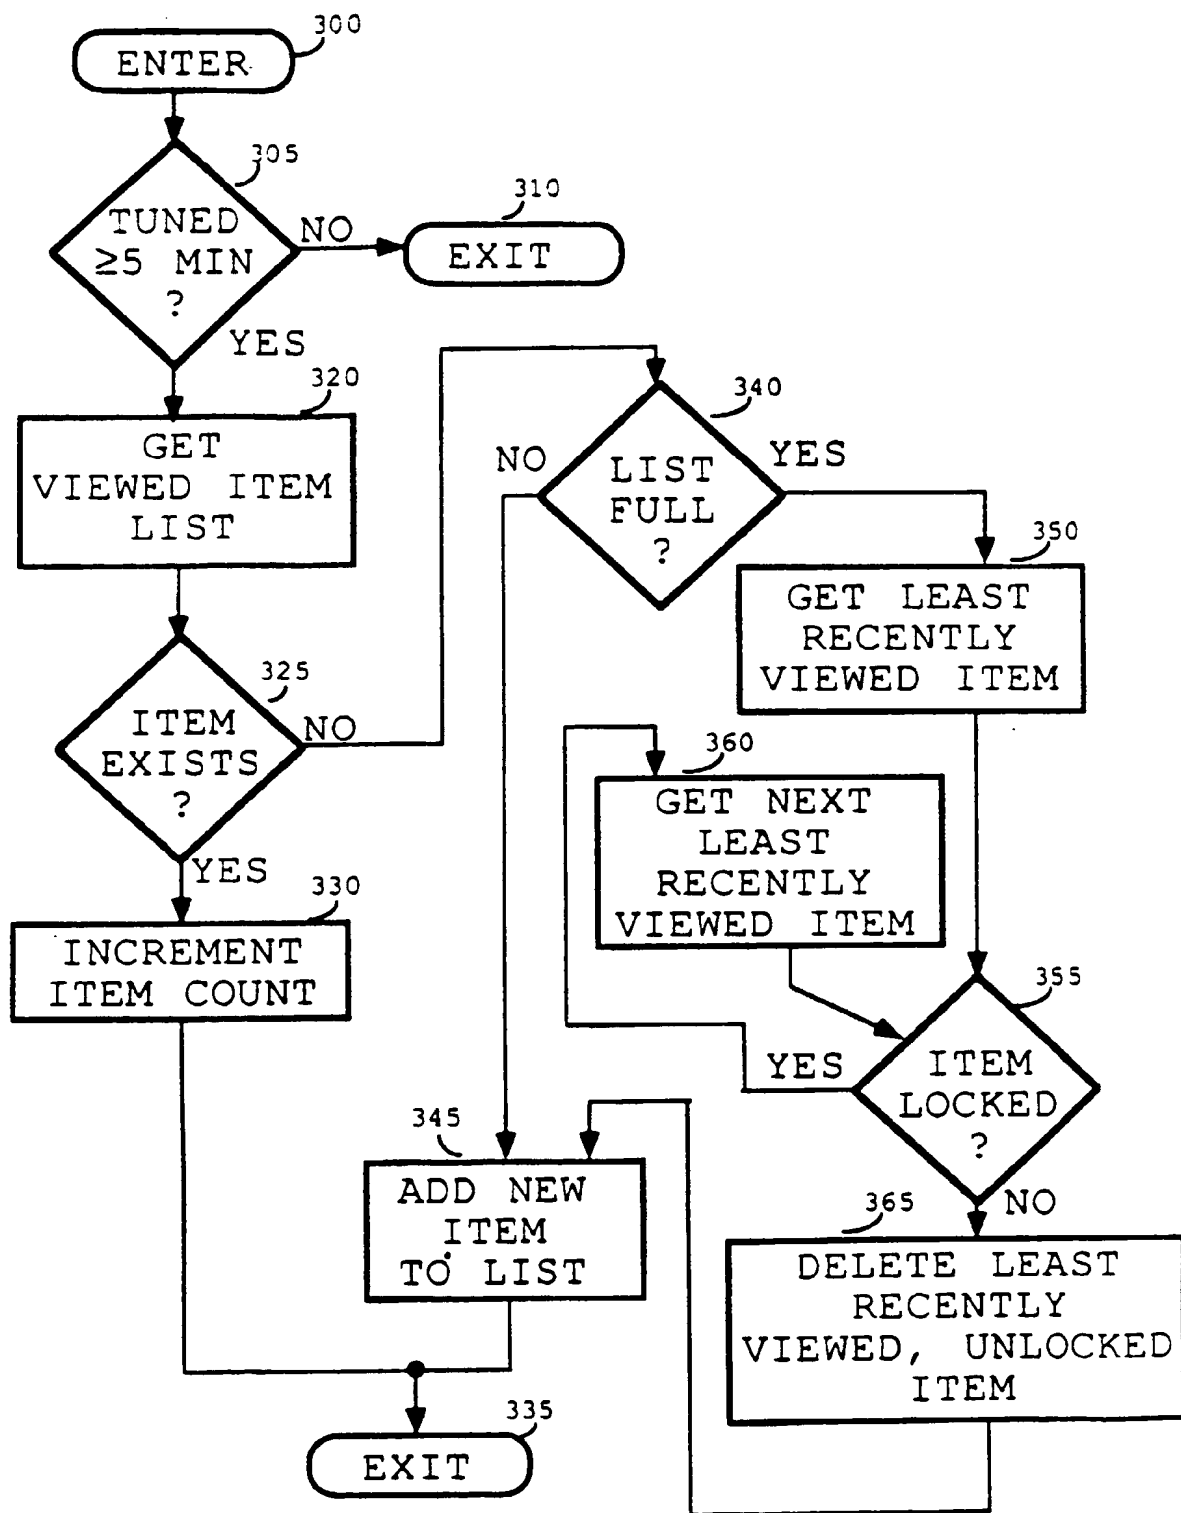 300
ENTER
305
TUNED
≥5 MIN
?
NO
310
EXIT
YES
320
GET
VIEWED ITEM
LIST
325
ITEM
EXISTS
?
NO
YES
330
INCREMENT
ITEM COUNT
340
NO
YES
LIST
FULL
?
350
GET LEAST
RECENTLY
VIEWED ITEM
360
GET NEXT
LEAST
RECENTLY
VIEWED ITEM
355
YES
ITEM
LOCKED
?
NO
345
ADD NEW
ITEM
TO LIST
365
DELETE LEAST
RECENTLY
VIEWED, UNLOCKED
ITEM
335
EXIT